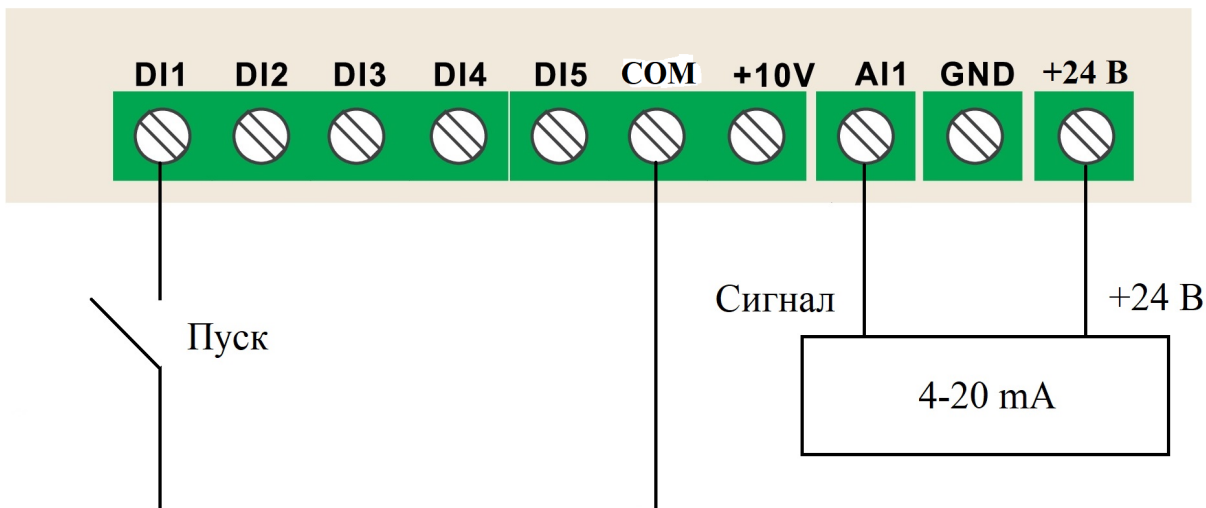 DI1 DI2 DI3 DI4 DI5 COM +10V AI1 GND +24 В
Сигнал +24 В
Пуск
4-20 mA